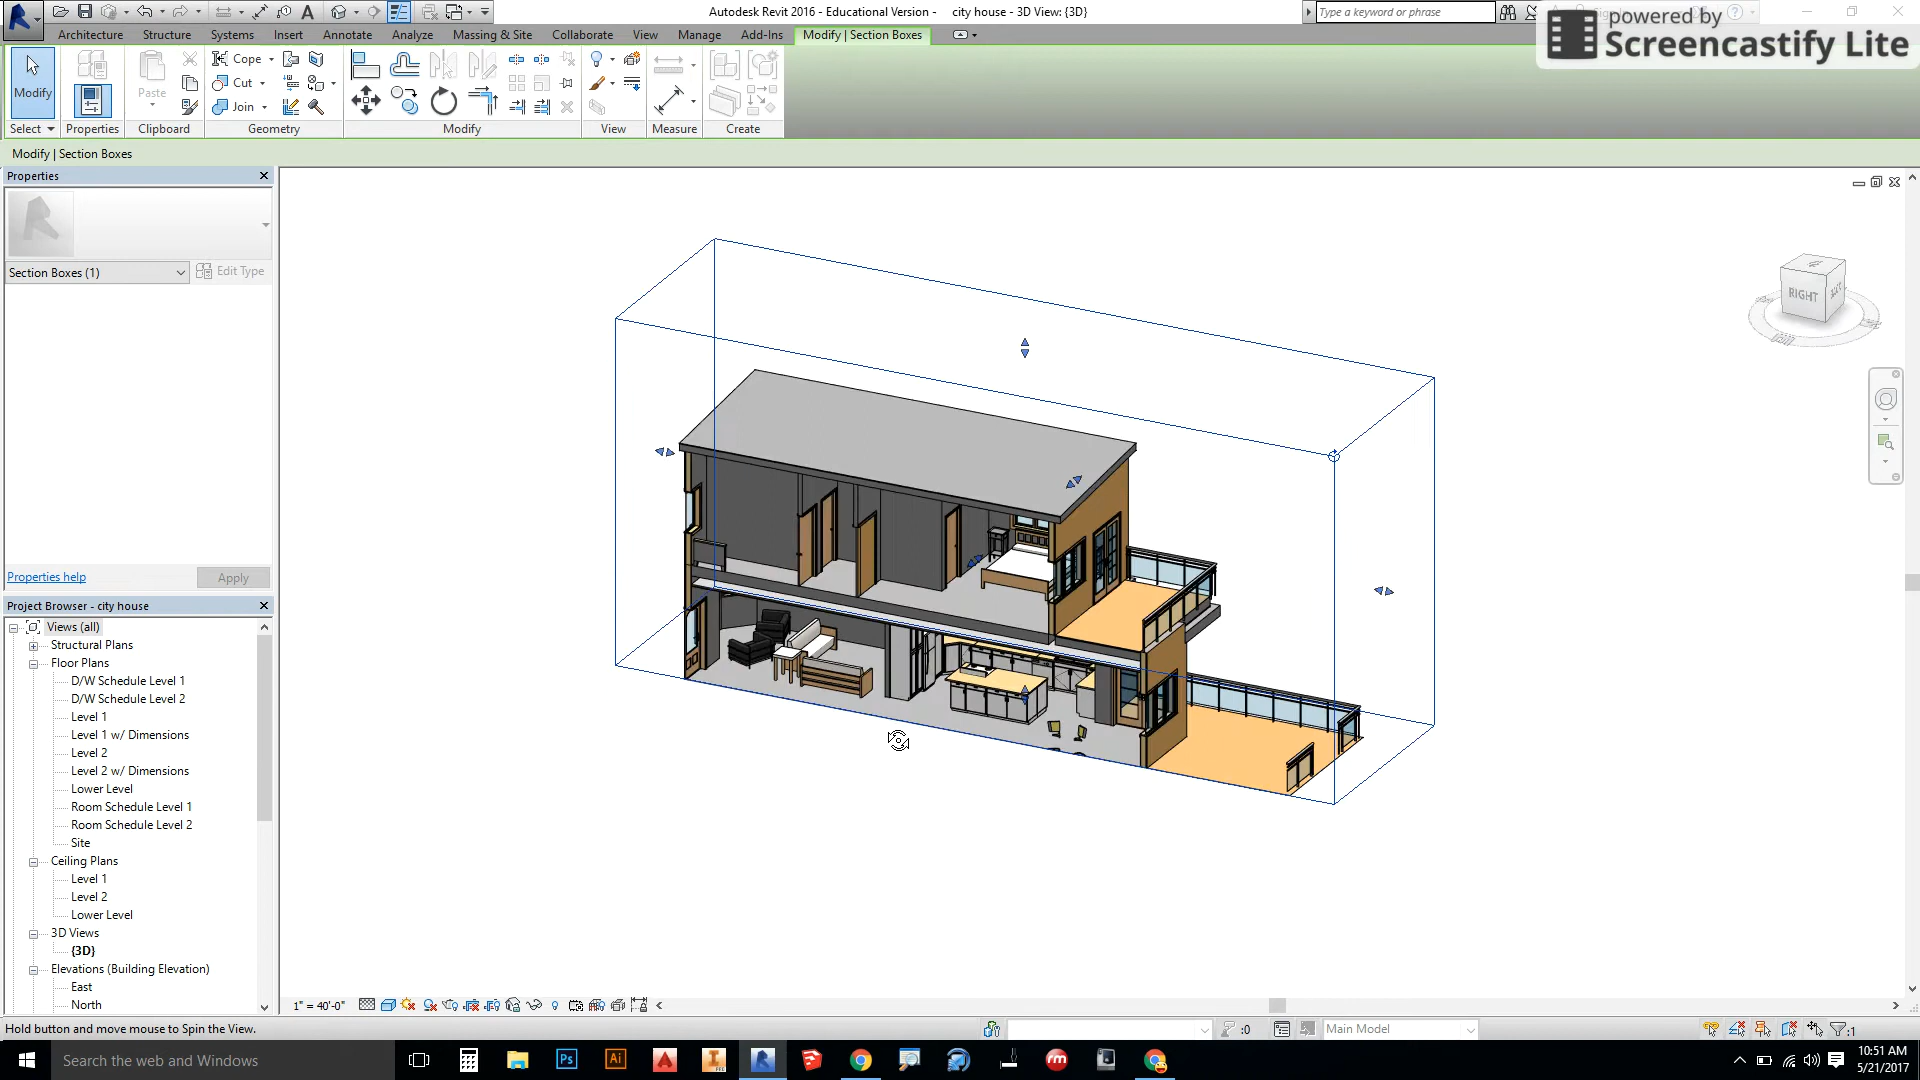 Autodesk Revit 2016 - Educational Version - city house - 3D View: {3D}
Type a keyword or phrase
powered by
Screencastify Lite
Architecture Structure Systems Insert Annotate Analyze Massing & Site Collaborate View Manage Add-Ins Modify | Section Boxes
Modify
Paste
Cope
Cut
Join
Select Properties Clipboard Geometry Modify View Measure Create
Modify | Section Boxes
Properties
Section Boxes (1)
Edit Type
RIGHT
Properties help
Apply
Project Browser - city house
Views (all)
Structural Plans
Floor Plans
D/W Schedule Level 1
D/W Schedule Level 2
Level 1
Level 1 w/ Dimensions
Level 2
Level 2 w/ Dimensions
Lower Level
Room Schedule Level 1
Room Schedule Level 2
Site
Ceiling Plans
Level 1
Level 2
Lower Level
3D Views
{3D}
Elevations (Building Elevation)
East
North
1" = 40'-0"
Hold button and move mouse to Spin the View.
:0
Main Model
:1
Search the web and Windows
Ps
Ai
rm
10:51 AM
5/21/2017